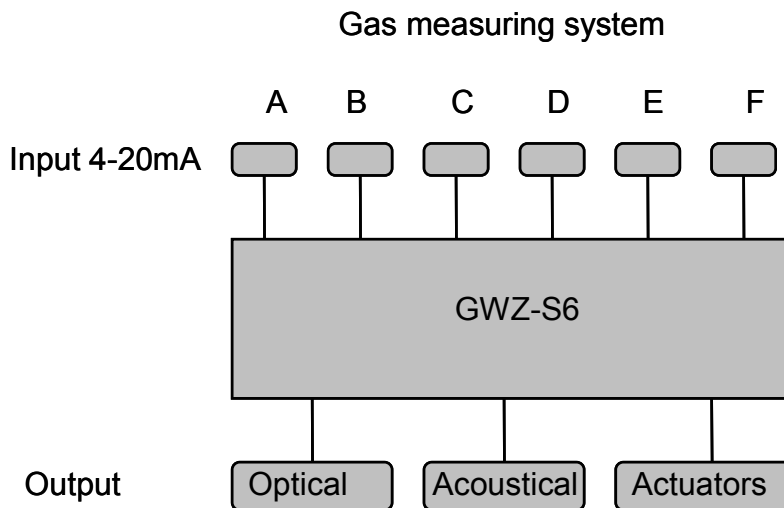 Gas measuring system
A B C D E F
Input 4-20mA
GWZ-S6
Output Optical Acoustical Actuators